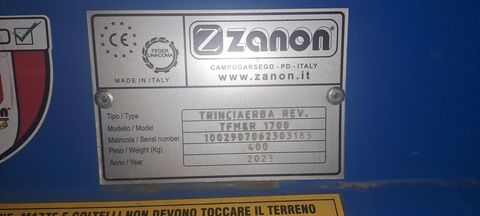 D
CE
FEDER UNACOMA
MADE IN ITALY
Zanon
CAMPODARSEGO - PD - ITALY
www.zanon.it
Tipo / Type TRINCIAERBA REV.
Modello / Model TFM&R 1700
Matricola / Serial number 1002907062303183
Peso / Weight (Kg) 400
Anno / Year 2023
MAZZE E COLTELLI NON DEVONO TOCCARE IL TERRENO